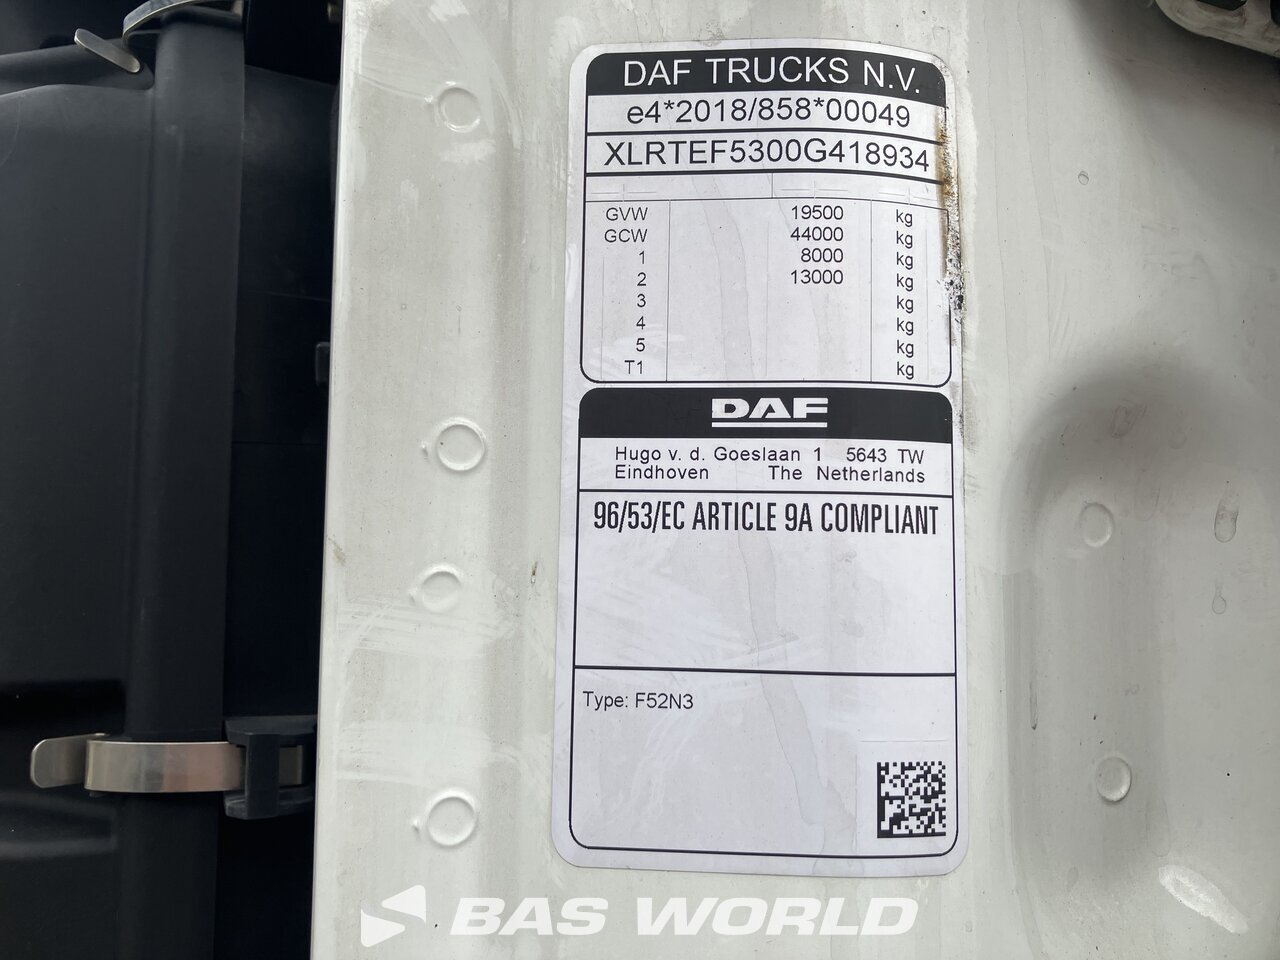 DAF TRUCKS N.V.
e4*2018/858*00049
XLRTEF5300G418934
GVW 19500 kg
GCW 44000 kg
1 8000 kg
2 13000 kg
3 kg
4 kg
5 kg
T1 kg
DAF
Hugo v. d. Goeslaan 1 5643 TW
Eindhoven The Netherlands
96/53/EC ARTICLE 9A COMPLIANT
Type: F52N3
BAS WORLD